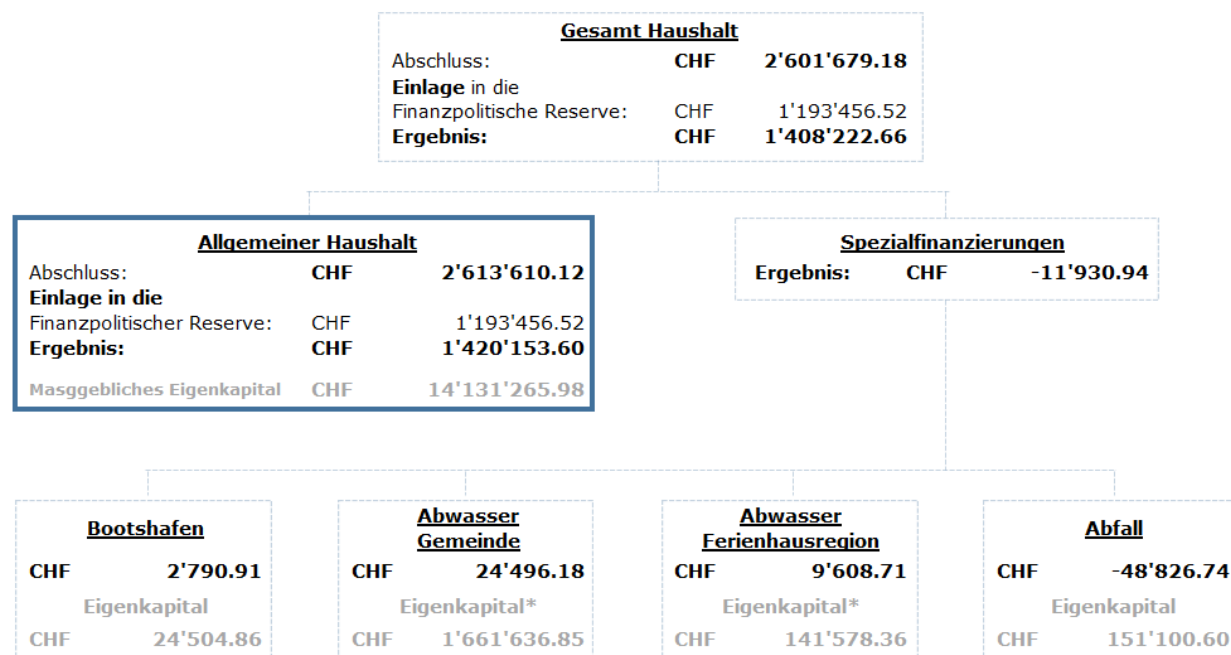 Gesamt Haushalt
Abschluss: CHF 2'601'679.18
Einlage in die
Finanzpolitische Reserve: CHF 1'193'456.52
Ergebnis: CHF 1'408'222.66
Allgemeiner Haushalt
Abschluss: CHF 2'613'610.12
Einlage in die
Finanzpolitischer Reserve: CHF 1'193'456.52
Ergebnis: CHF 1'420'153.60
Masggebliches Eigenkapital CHF 14'131'265.98
Spezialfinanzierungen
Ergebnis: CHF -11'930.94
Bootshafen
CHF 2'790.91
Eigenkapital
CHF 24'504.86
Abwasser
Gemeinde
CHF 24'496.18
Eigenkapital*
CHF 1'661'636.85
Abwasser
Ferienhausregion
CHF 9'608.71
Eigenkapital*
CHF 141'578.36
Abfall
CHF -48'826.74
Eigenkapital
CHF 151'100.60